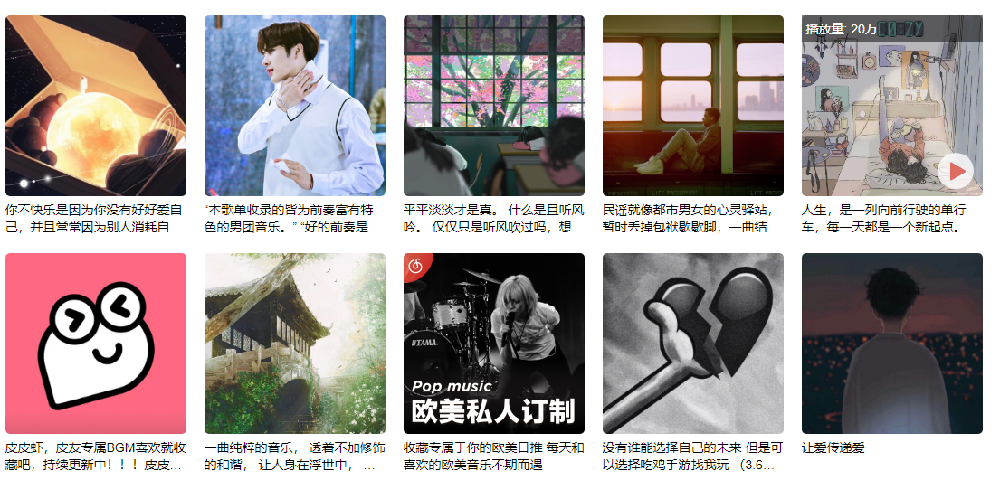 播放量: 20万
你不快乐是因为你没有好好爱自
己，并且常常因为别人消耗自…
“本歌单收录的皆为前奏富有特
色的男团音乐。” “好的前奏是…
平平淡淡才是真。 什么是且听风
吟。 仅仅只是听风吹过吗，想…
民谣就像都市男女的心灵驿站，
暂时丢掉包袱歇歇脚，一曲结…
人生，是一列向前行驶的单行
车，每一天都是一个新起点。…
TAMA.
Pop music
欧美私人订制
皮皮虾，皮友专属BGM喜欢就收
藏吧，持续更新中！！！皮皮…
一曲纯粹的音乐， 透着不加修饰
的和谐， 让人身在浮世中， …
收藏专属于你的欧美日推 每天和
喜欢的欧美音乐不期而遇
没有谁能选择自己的未来 但是可
以选择吃鸡手游找我玩 （3.6…
让爱传递爱